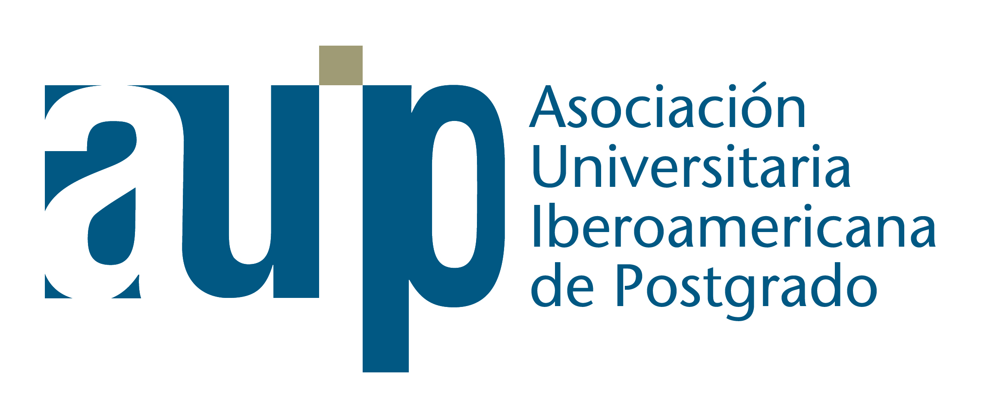 auip
Asociación
Universitaria
Iberoamericana
de Postgrado